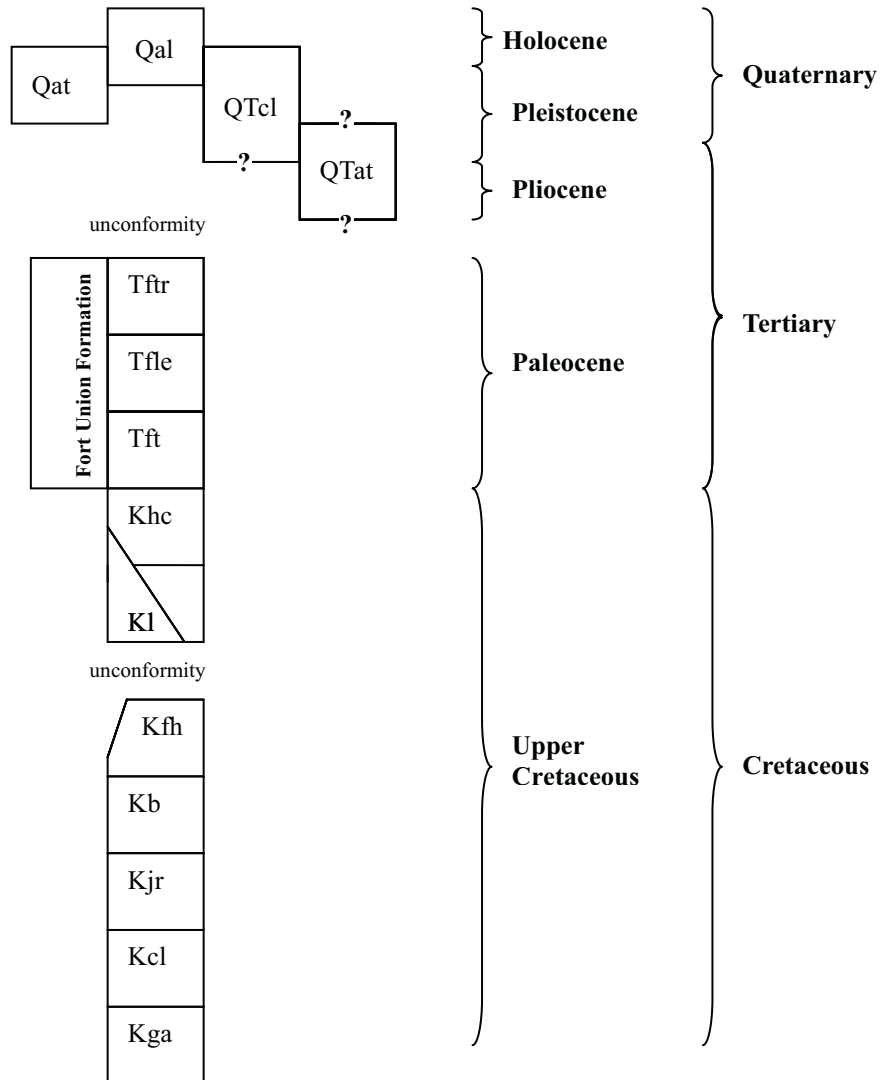 Qal
Holocene
Qat
Quaternary
QTcl
Pleistocene
?
?
QTat
Pliocene
?
unconformity
Fort Union Formation
Tftr
Tfle
Tft
Paleocene
Tertiary
Khc
Kl
unconformity
Kfh
Kb
Kjr
Kcl
Kga
Upper
Cretaceous
Cretaceous